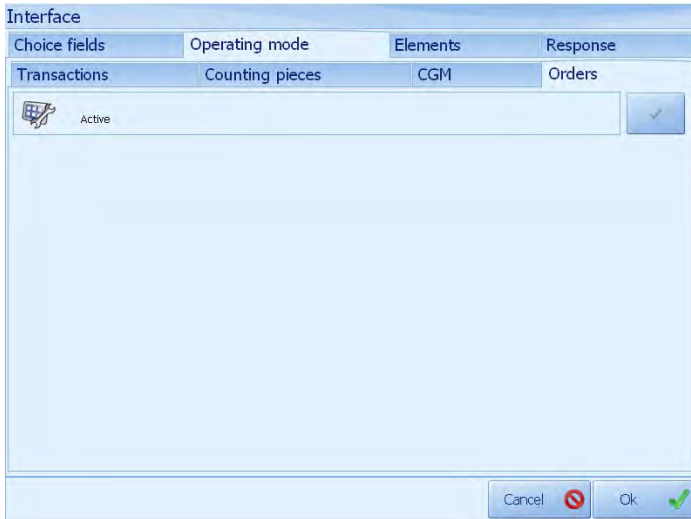 Interface
Choice fields Operating mode Elements Response
Transactions Counting pieces CGM Orders
Active
Cancel Ok